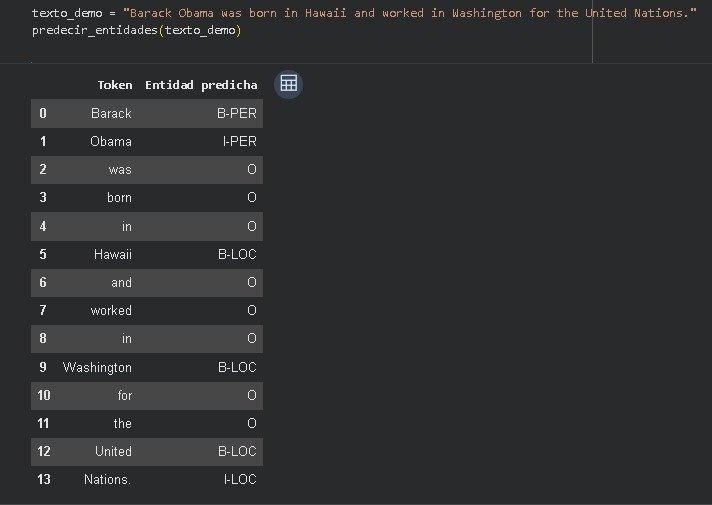 texto_demo = "Barack Obama was born in Hawaii and worked in Washington for the United Nations."
predecir_entidades(texto_demo)
Token Entidad predicha
0 Barack B-PER
1 Obama I-PER
2 was O
3 born O
4 in O
5 Hawaii B-LOC
6 and O
7 worked O
8 in O
9 Washington B-LOC
10 for O
11 the O
12 United B-LOC
13 Nations. I-LOC